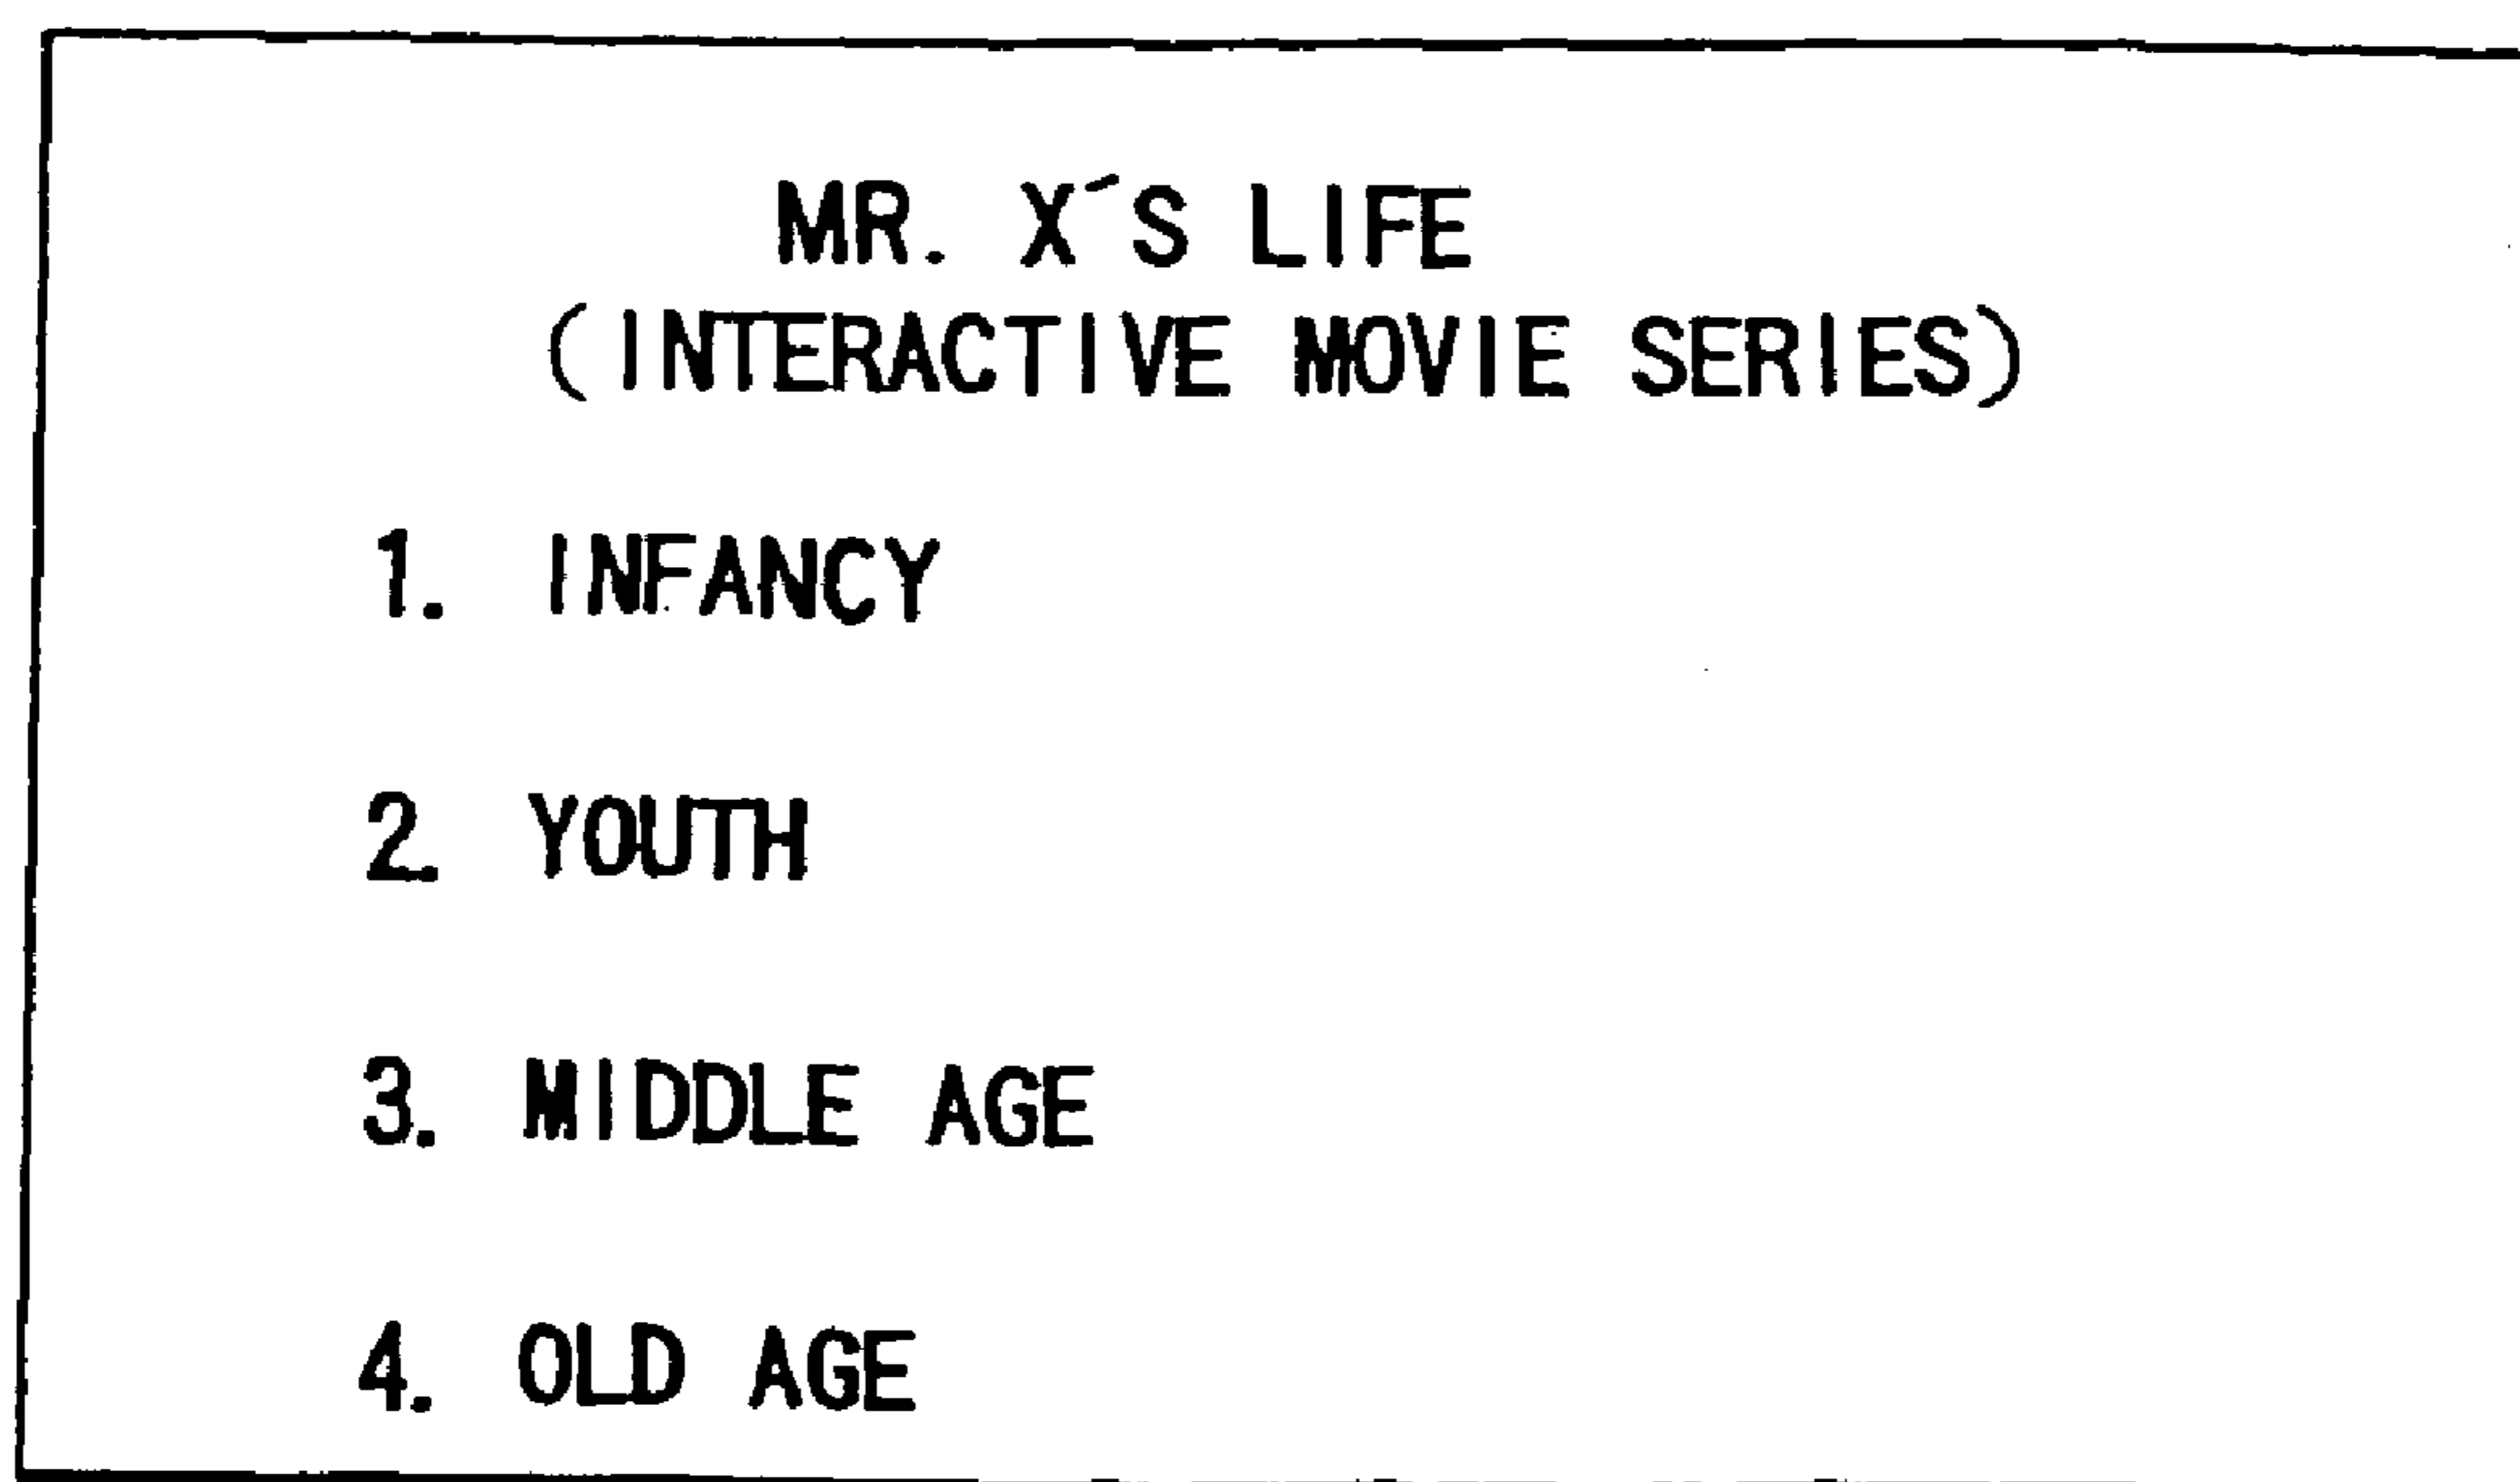 MR. X´S LIFE
(INTERACTIVE MOVIE SERIES)
1. INFANCY
2. YOUTH
3. MIDDLE AGE
4. OLD AGE